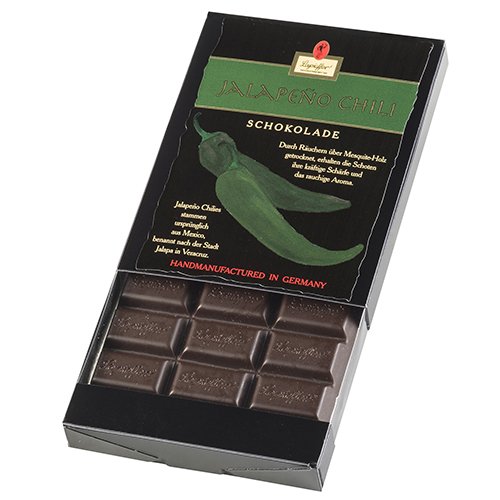 JALAPEÑO CHILI
SCHOKOLADE
Durch Räuchern über Mesquite-Holz
getrocknet, erhalten die Schoten
ihre kräftige Schärfe und
das rauchige Aroma.
Jalapeño Chilies
stammen
ursprünglich
aus Mexico,
benannt nach der Stadt
Jalapa in Veracruz.
HANDMANUFACTURED IN GERMANY